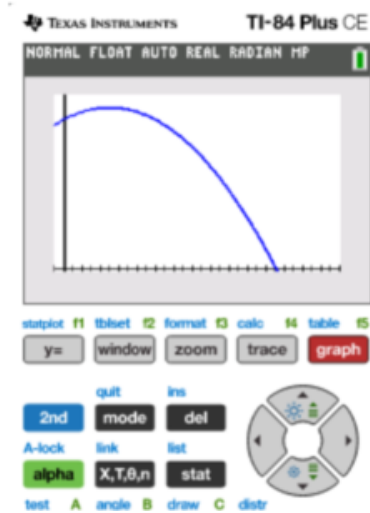 TEXAS INSTRUMENTS TI-84 Plus CE
NORMAL FLOAT AUTO REAL RADIAN MP
statplot f1 tblset f2 format f3 calc f4 table f5
y= window zoom trace graph
quit ins
2nd mode del
A-lock link list
alpha X,T,θ,n stat
test A angle B draw C distr